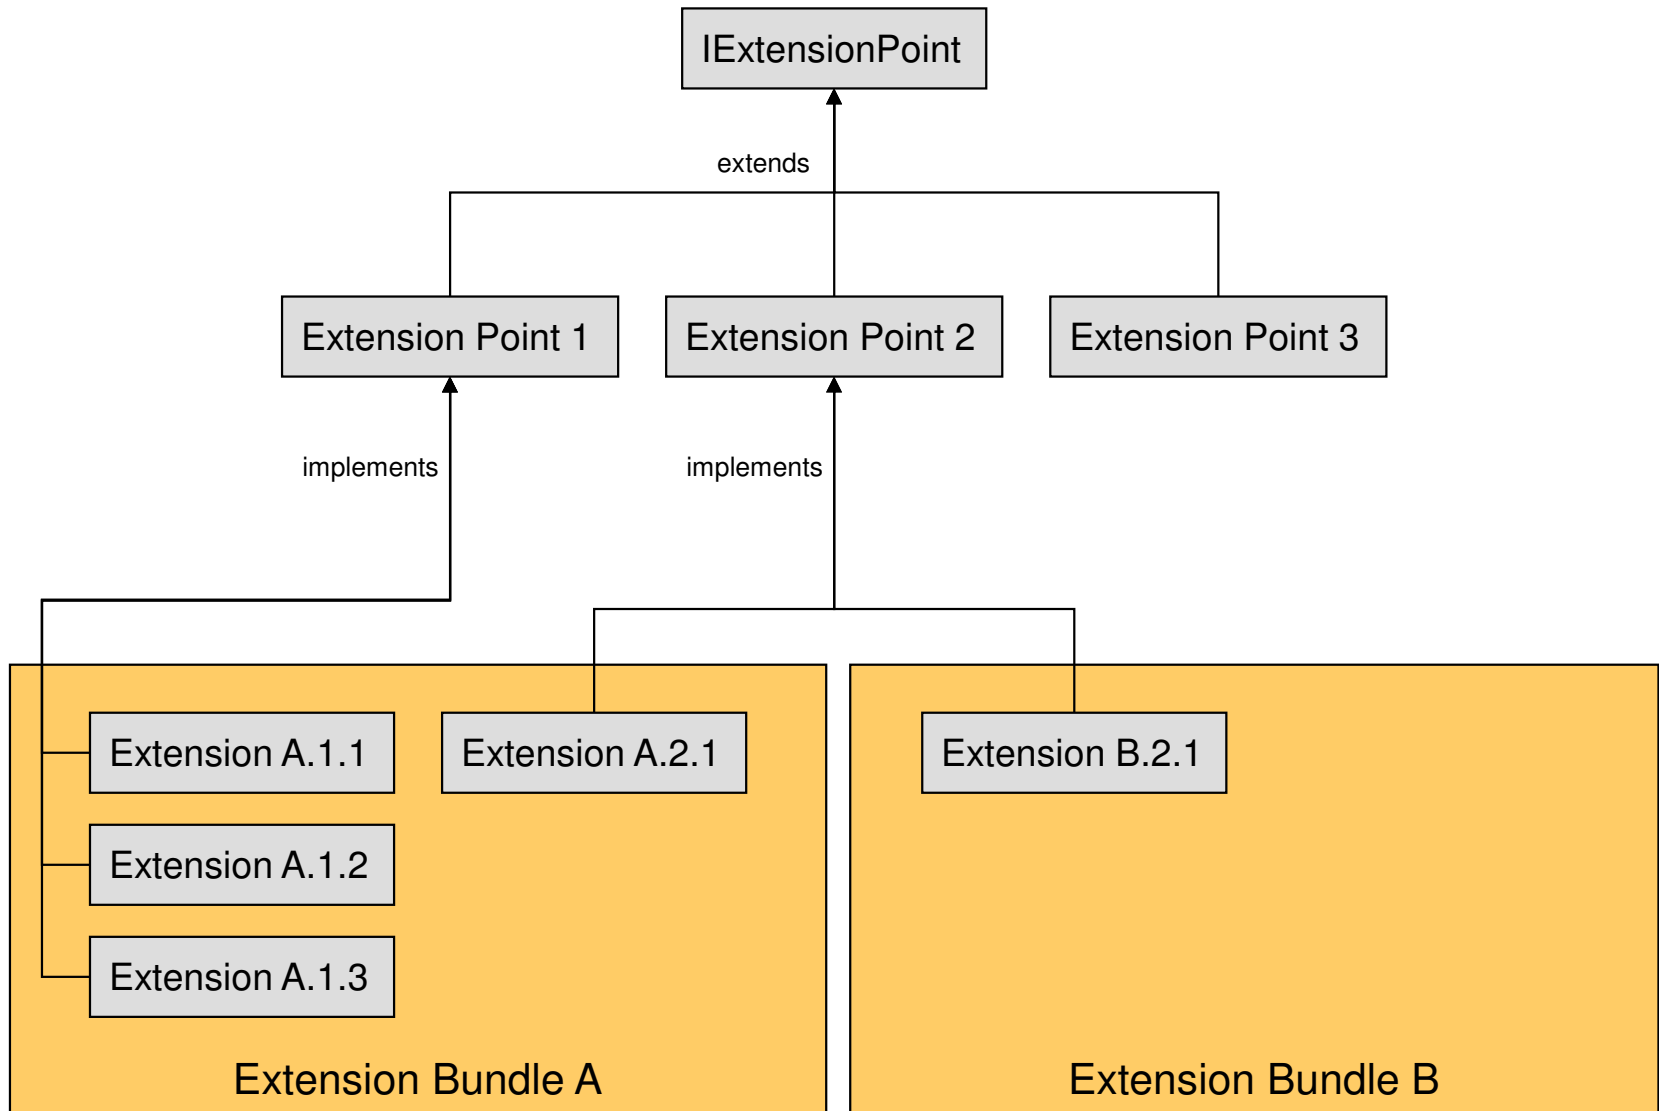 IExtensionPoint
extends
Extension Point 1
Extension Point 2
Extension Point 3
implements
implements
Extension A.1.1
Extension A.2.1
Extension B.2.1
Extension A.1.2
Extension A.1.3
Extension Bundle A
Extension Bundle B